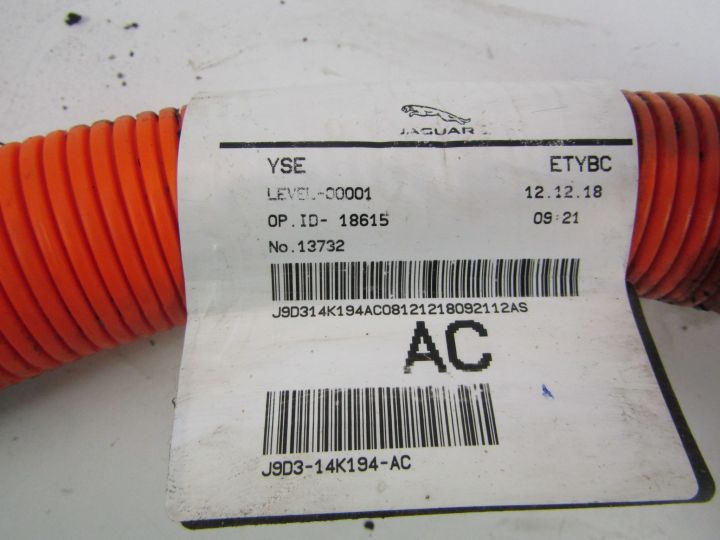 JAGUAR
YSE ETYBC
LEVEL-00001 12.12.18
OP.ID- 18615 09:21
No.13732
J9D314K194AC08121218092112AS
AC
J9D3-14K194-AC